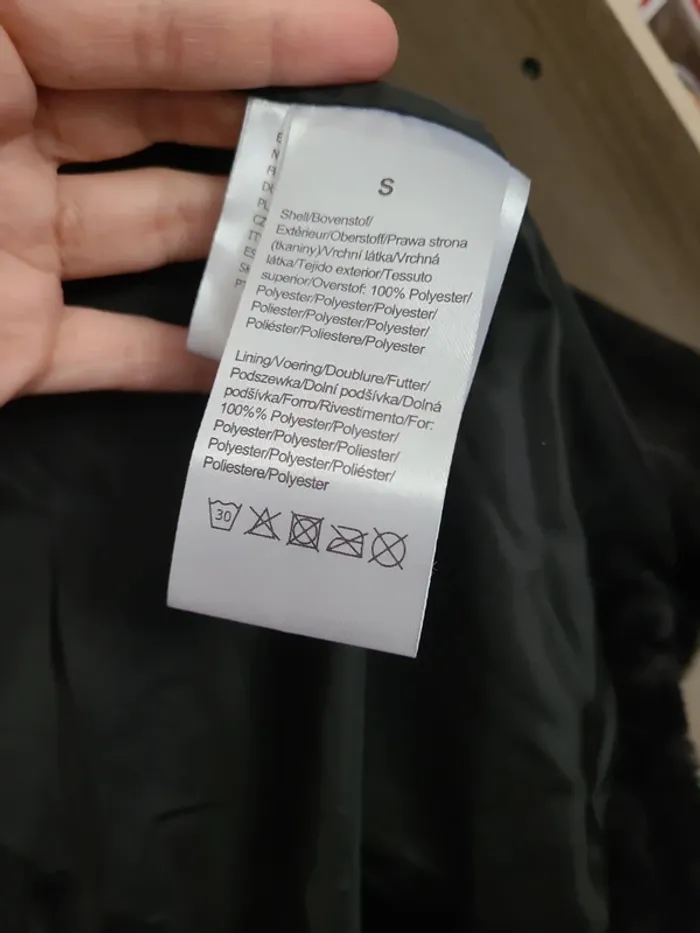 S
Shell/Bovenstof/
Extérieur/Oberstoff/Prawa strona
(tkaniny)/Vrchní látka/Vrchná
látka/Tejido exterior/Tessuto
superior/Overstof: 100% Polyester/
Polyester/Polyester/Polyester/
Poliester/Polyester/Polyester/
Poliéster/Poliestere/Polyester
Lining/Voering/Doublure/Futter/
Podszewka/Dolní podšívka/Dolná
podšívka/Forro/Rivestimento/For:
100%% Polyester/Polyester/
Polyester/Polyester/Poliester/
Polyester/Polyester/Poliéster/
Poliestere/Polyester
30